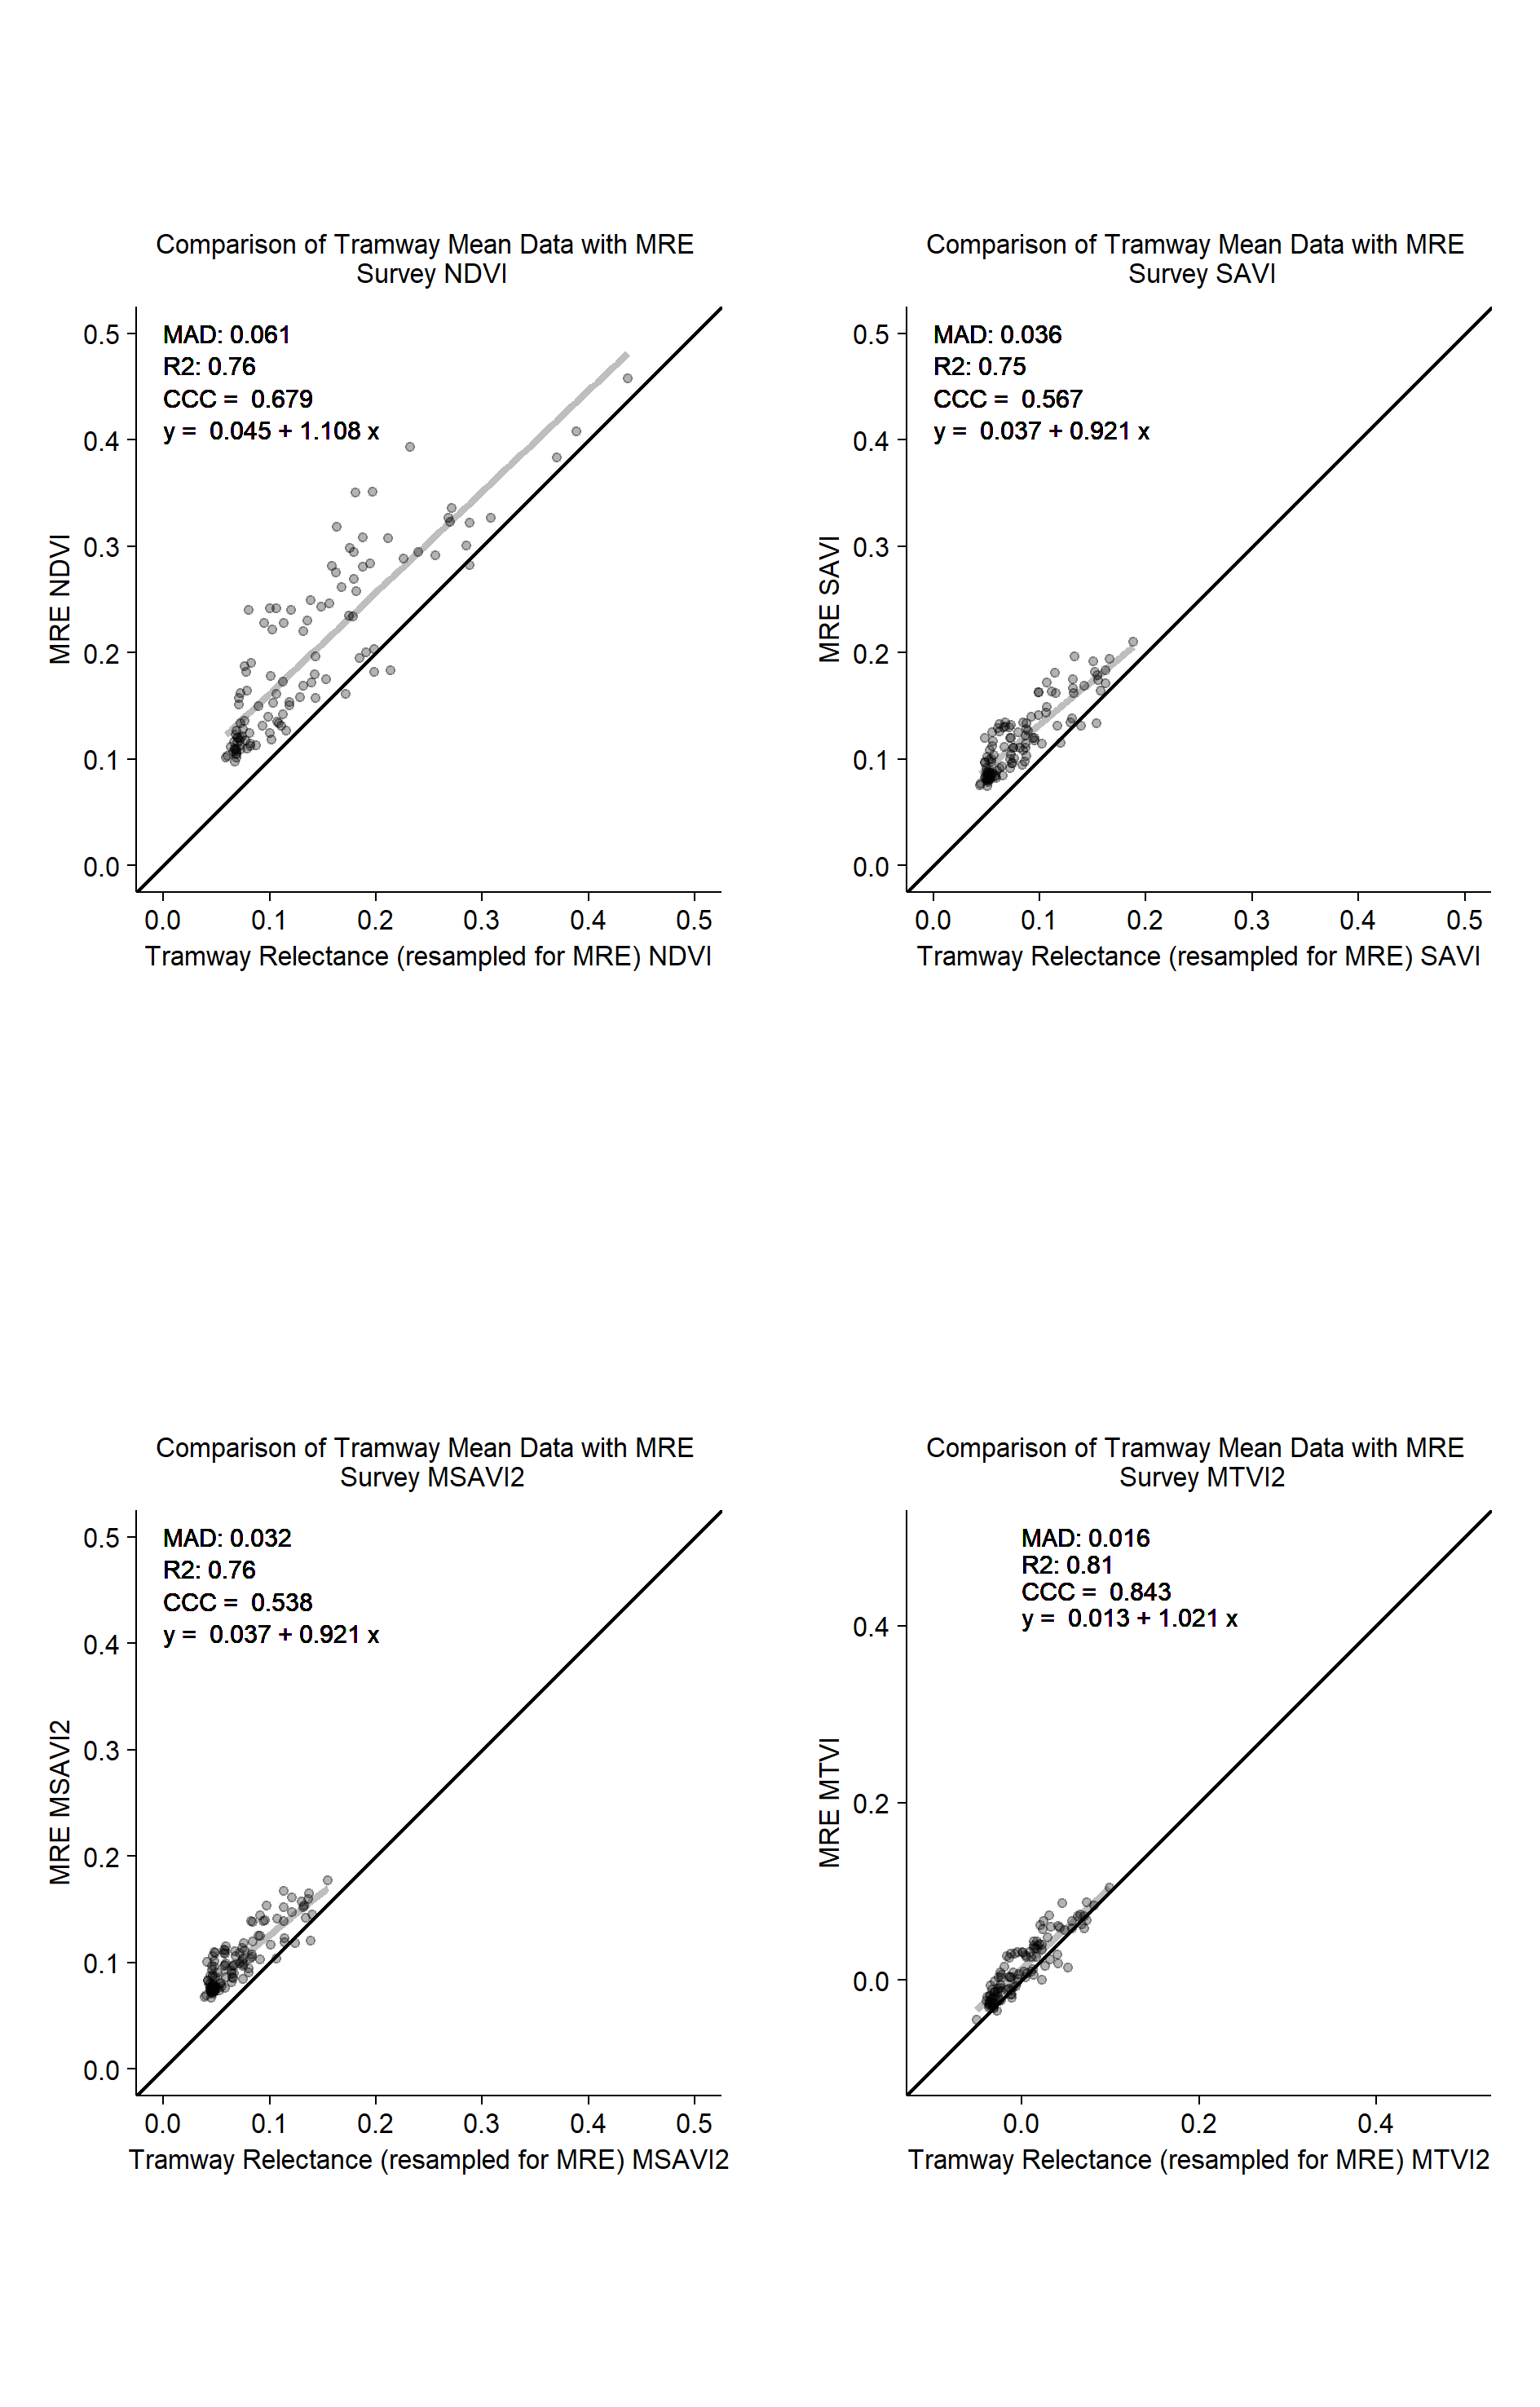 Comparison of Tramway Mean Data with MRE
Survey NDVI
MAD: 0.061
R2: 0.76
CCC =  0.679
y =  0.045 + 1.108 x
0.5
0.4
0.3
0.2
0.1
0.0
MRE NDVI
0.0 0.1 0.2 0.3 0.4 0.5
Tramway Relectance (resampled for MRE) NDVI
Comparison of Tramway Mean Data with MRE
Survey SAVI
MAD: 0.036
R2: 0.75
CCC =  0.567
y =  0.037 + 0.921 x
0.5
0.4
0.3
0.2
0.1
0.0
MRE SAVI
0.0 0.1 0.2 0.3 0.4 0.5
Tramway Relectance (resampled for MRE) SAVI
Comparison of Tramway Mean Data with MRE
Survey MSAVI2
MAD: 0.032
R2: 0.76
CCC =  0.538
y =  0.037 + 0.921 x
0.5
0.4
0.3
0.2
0.1
0.0
MRE MSAVI2
0.0 0.1 0.2 0.3 0.4 0.5
Tramway Relectance (resampled for MRE) MSAVI2
Comparison of Tramway Mean Data with MRE
Survey MTVI2
MAD: 0.016
R2: 0.81
CCC =  0.843
y =  0.013 + 1.021 x
0.4
0.2
0.0
MRE MTVI
0.0 0.2 0.4
Tramway Relectance (resampled for MRE) MTVI2